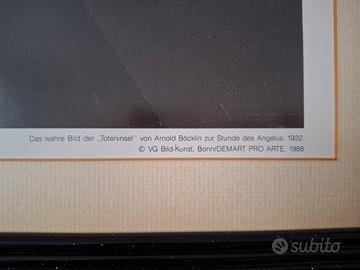 Das wahre Bild der „Toteninsel" von Arnold Böcklin zur Stunde des Angelus, 1932.
© VG Bild-Kunst, Bonn/DEMART PRO ARTE, 1988
subito